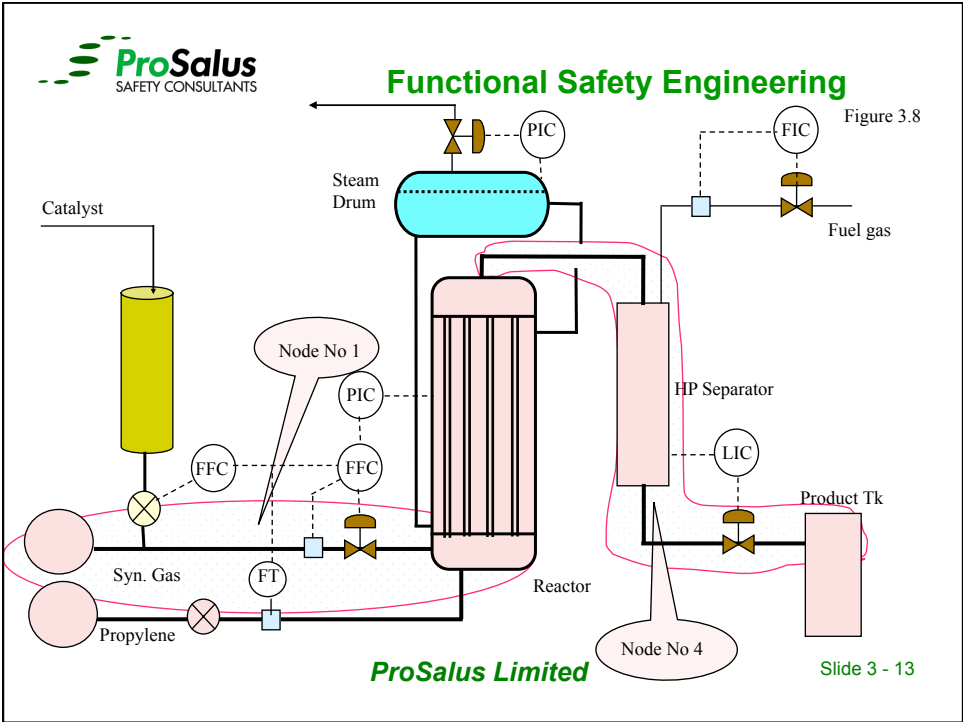 ProSalus
SAFETY CONSULTANTS
Functional Safety Engineering
Figure 3.8
PIC
FIC
Steam
Drum
Catalyst
Fuel gas
Node No 1
PIC
HP Separator
FFC
FFC
LIC
Product Tk
Syn. Gas
FT
Reactor
Propylene
Node No 4
ProSalus Limited
Slide 3 - 13